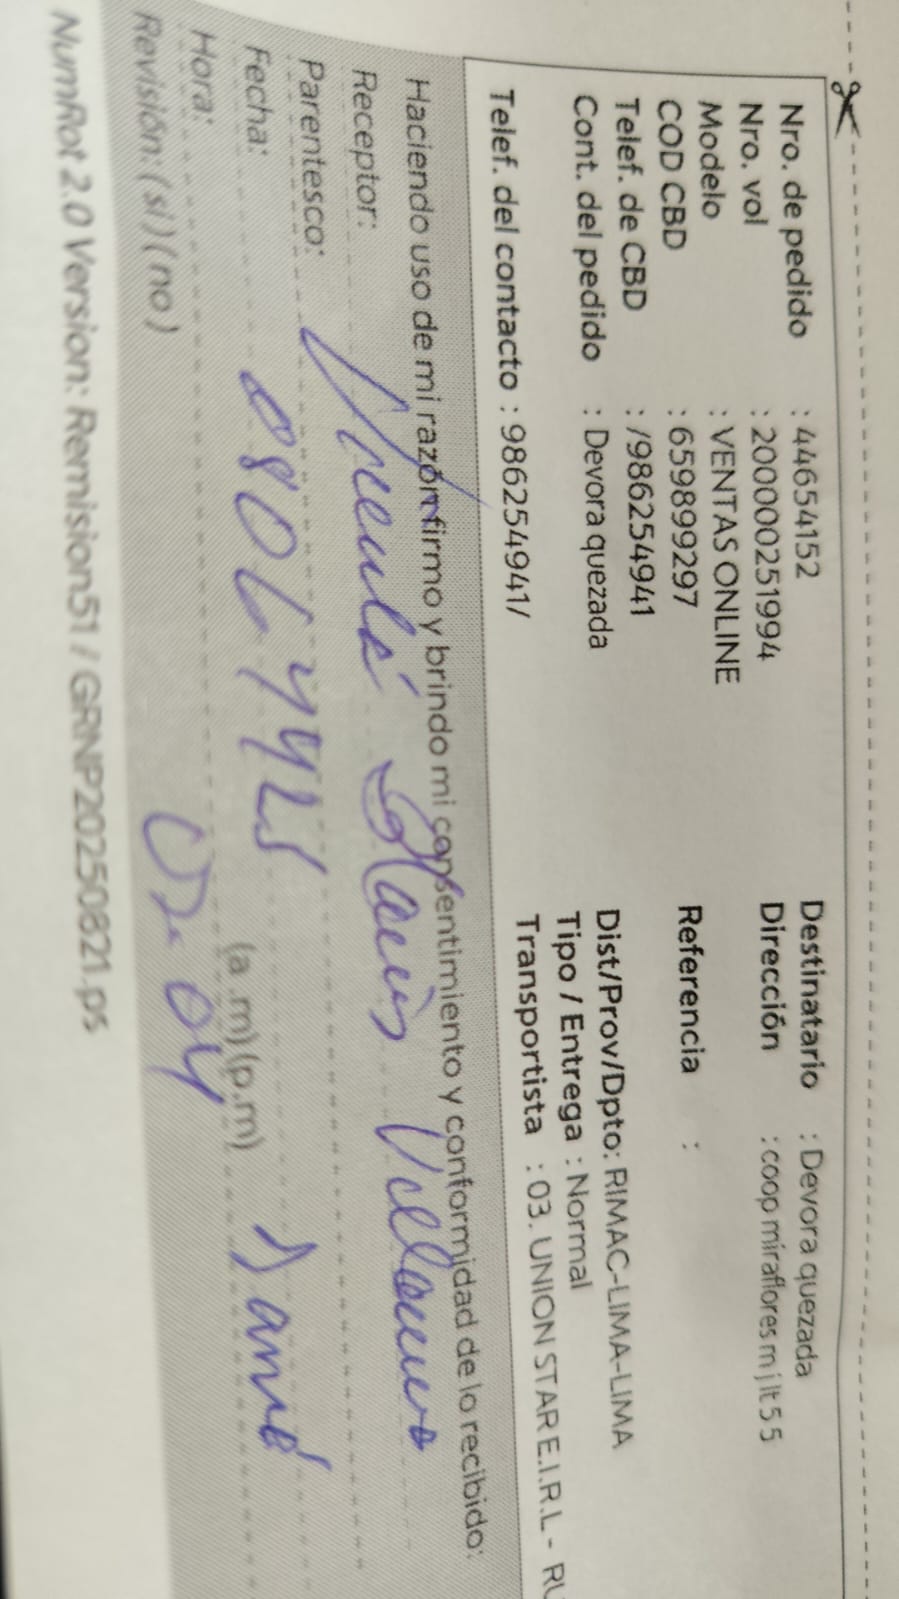 Nro. de pedido : 44654152
Nro. vol : 2000000251994
Modelo : VENTAS ONLINE
COD CBD : 659899297
Telef. de CBD : /986254941
Cont. del pedido : Devora quezada
Telef. del contacto : 986254941/
Destinatario : Devora quezada
Dirección : coop miraflores m j lt 5 5
Referencia :
Dist/Prov/Dpto: RIMAC-LIMA-LIMA
Tipo / Entrega : Normal
Transportista : 03. UNION STAR E.I.R.L - RU
Haciendo uso de mi razón firmo y brindo mi consentimiento y conformidad de lo recibido:
Receptor:
Parentesco:
Fecha:
Hora: (a .m) (p.m)
Revisión: (si) (no)
NumRot 2.0 Version: Remision51 / GRNP20250821.ps